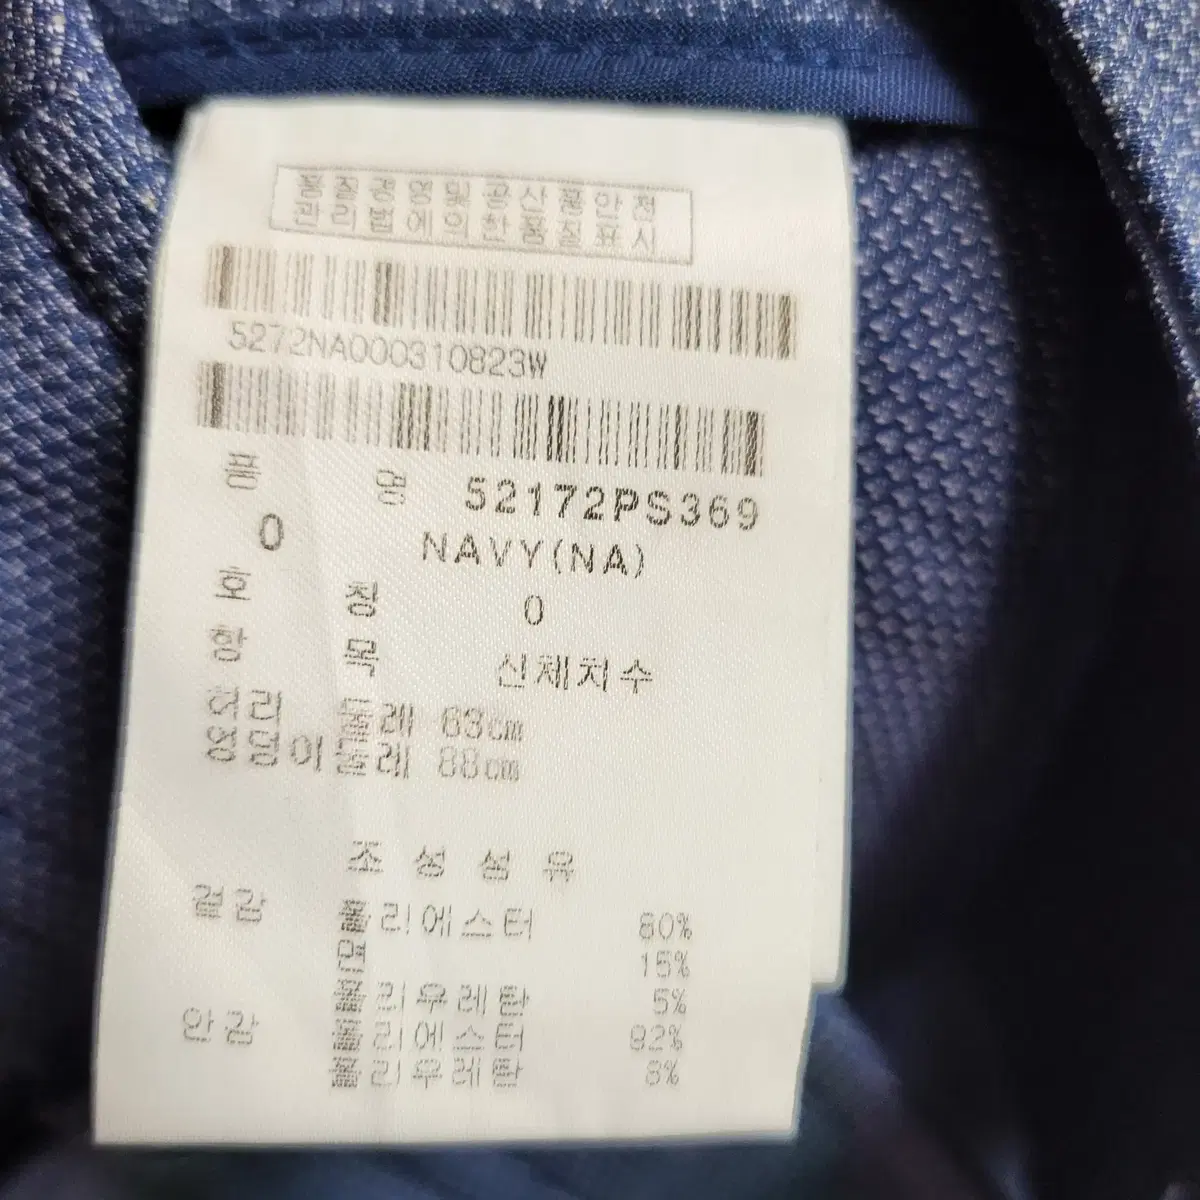 품질경영및공산품안전
관리법에의한품질표시
5272NA000310823W
품 명 52172PS369
0 NAVY(NA)
호 칭 0
항 목 신체치수
허리 둘레 63cm
엉덩이둘레 88cm
조 성 섬 유
겉감 폴리에스터 80%
면 15%
폴리우레탄 5%
안감 폴리에스터 92%
폴리우레탄 8%